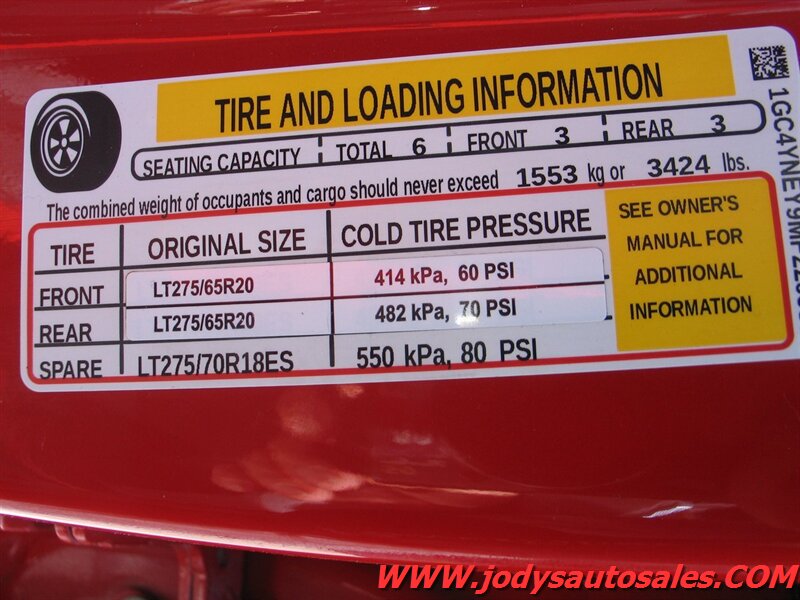 TIRE AND LOADING INFORMATION
SEATING CAPACITY TOTAL 6 FRONT 3 REAR 3
The combined weight of occupants and cargo should never exceed 1553 kg or 3424 lbs.
TIRE ORIGINAL SIZE COLD TIRE PRESSURE
FRONT LT275/65R20 414 kPa, 60 PSI
REAR LT275/65R20 482 kPa, 70 PSI
SPARE LT275/70R18ES 550 kPa, 80 PSI
SEE OWNER'S
MANUAL FOR
ADDITIONAL
INFORMATION
WWW.jodysautosales.COM